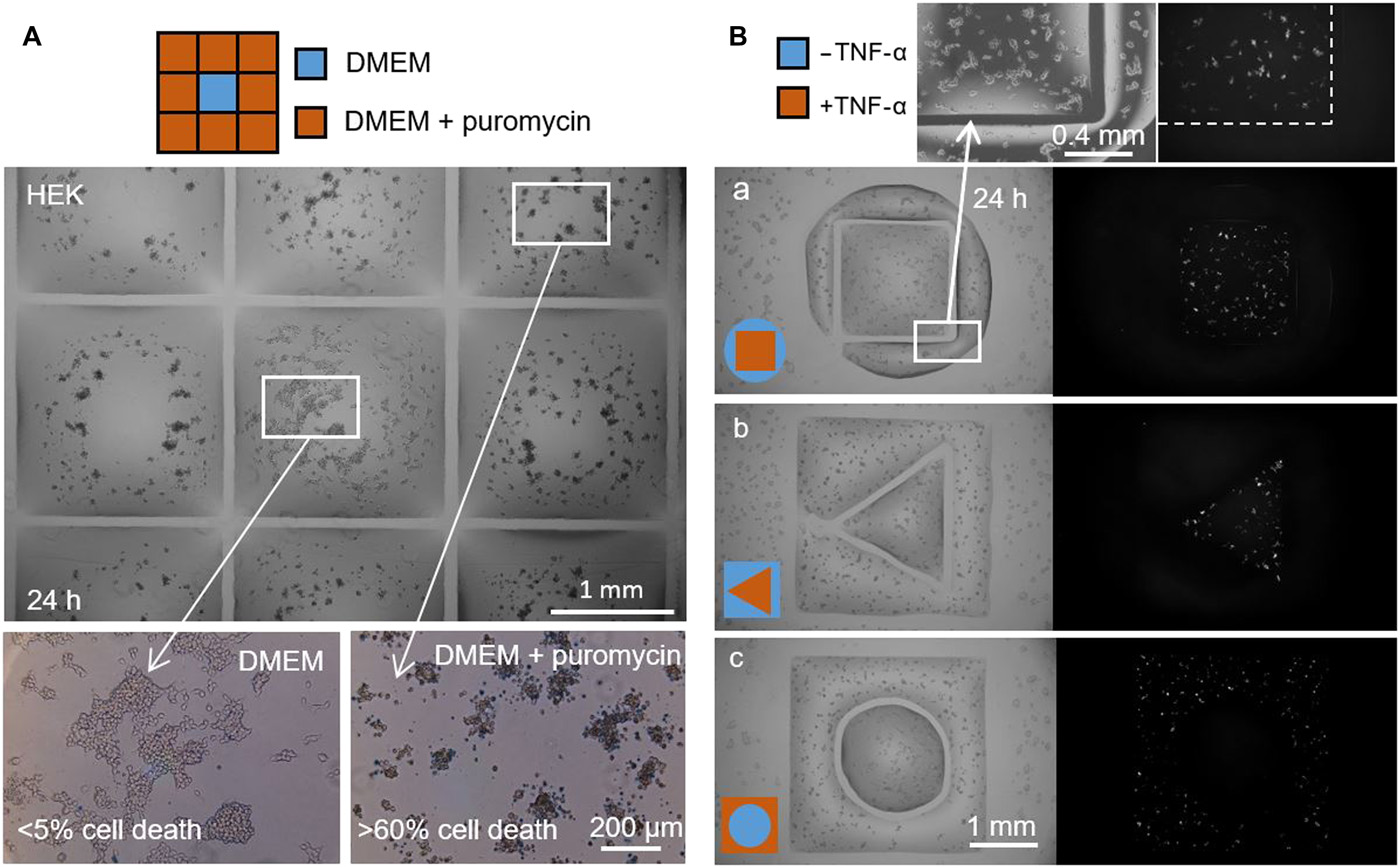 A
DMEM
DMEM + puromycin
HEK
24 h
1 mm
DMEM
<5% cell death
DMEM + puromycin
>60% cell death
200 µm
B
–TNF-α
+TNF-α
0.4 mm
a
24 h
b
c
1 mm